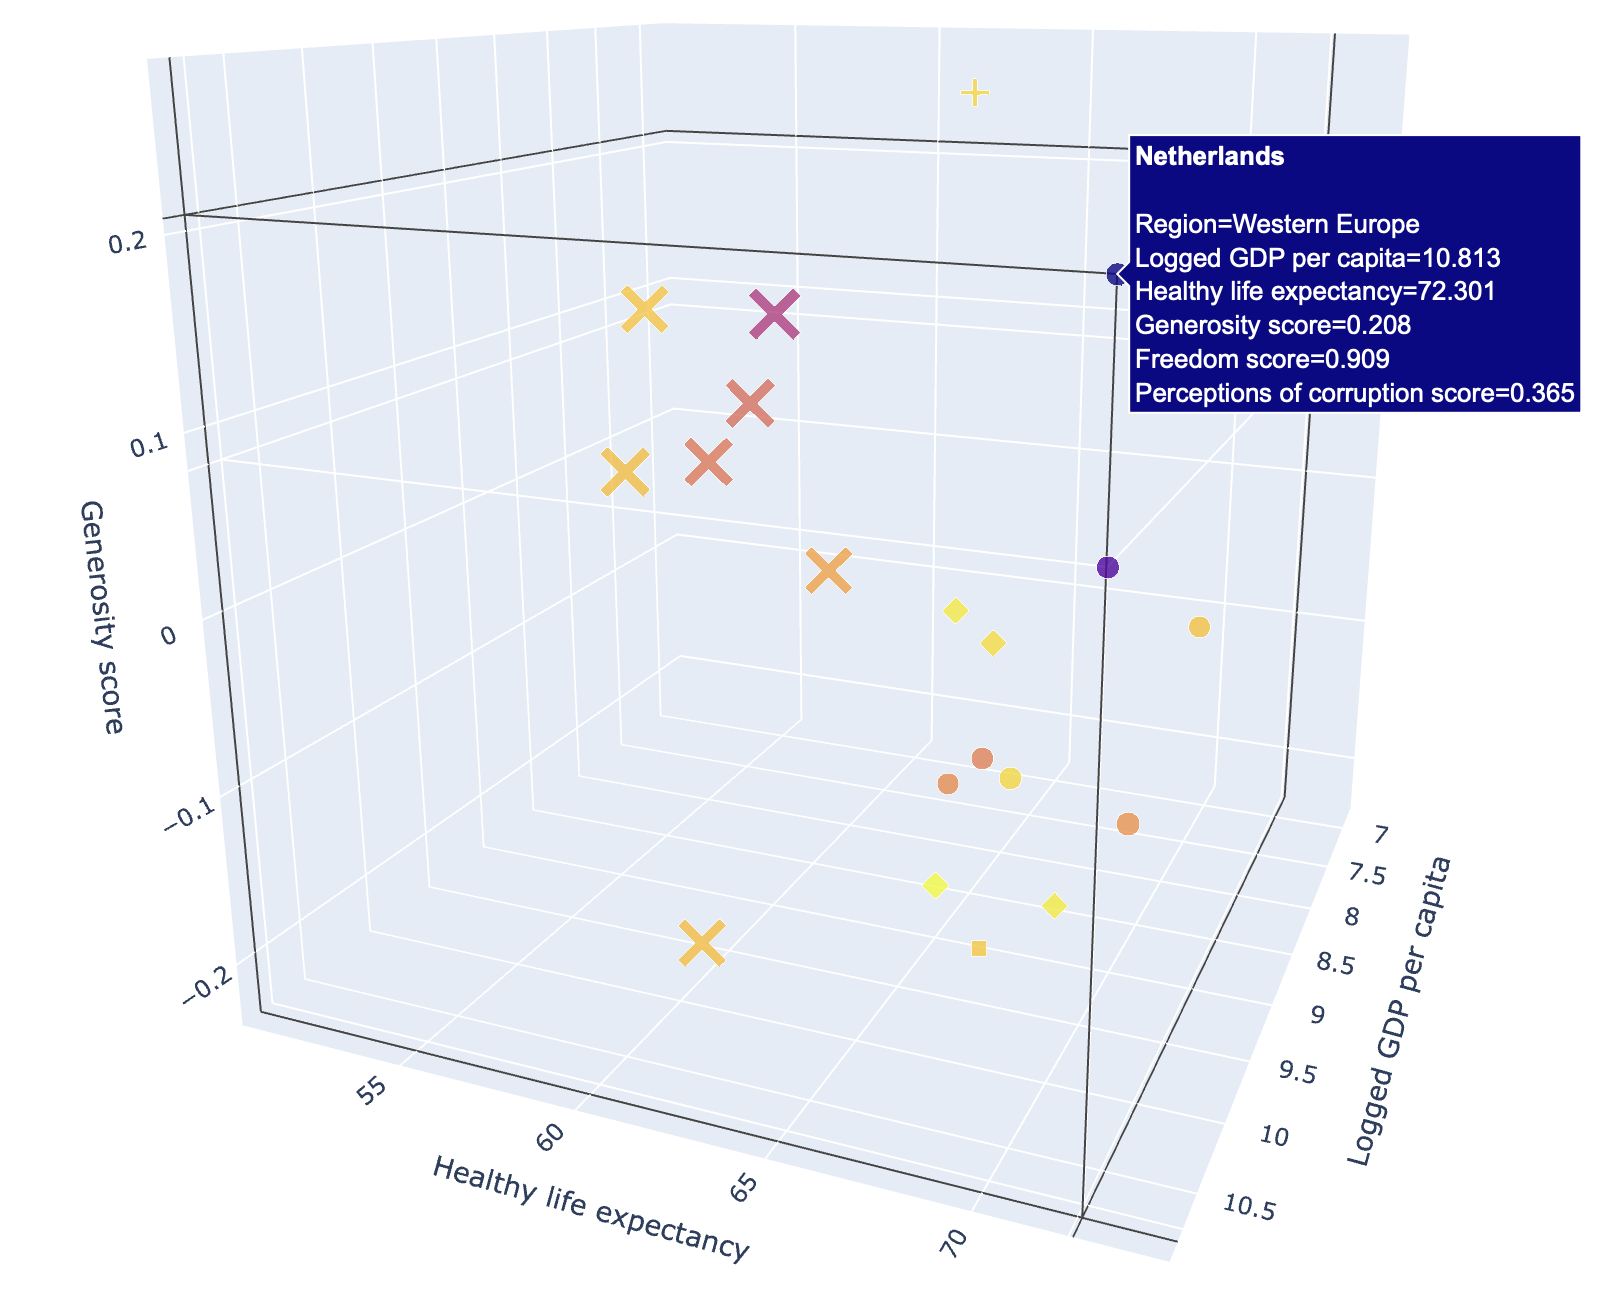 Netherlands
Region=Western Europe
Logged GDP per capita=10.813
Healthy life expectancy=72.301
Generosity score=0.208
Freedom score=0.909
Perceptions of corruption score=0.365
0.2
0.1
0
−0.1
−0.2
Generosity score
55
60
65
70
Healthy life expectancy
7
7.5
8
8.5
9
9.5
10
10.5
Logged GDP per capita